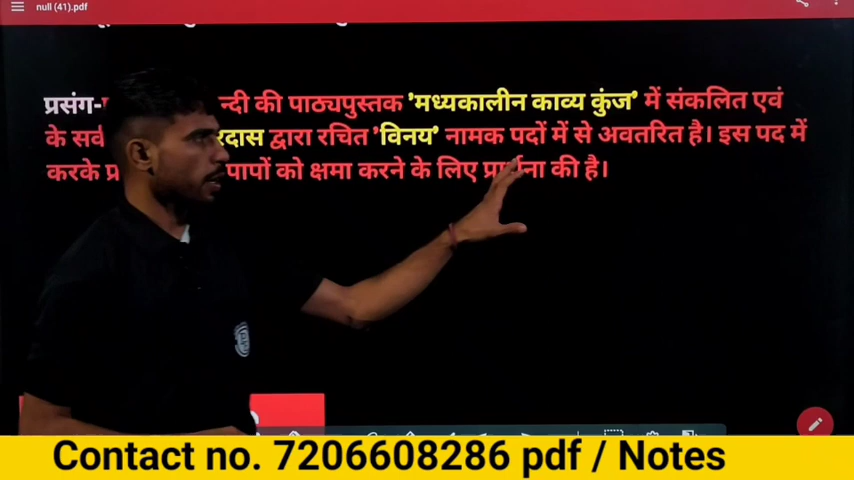 null (41).pdf
प्रसंग- न्दी की पाठ्यपुस्तक 'मध्यकालीन काव्य कुंज' में संकलित एवं
के सर्व रदास द्वारा रचित 'विनय' नामक पदों में से अवतरित है। इस पद में
करके प्र पापों को क्षमा करने के लिए प्रार्थना की है।
Contact no. 7206608286 pdf / Notes